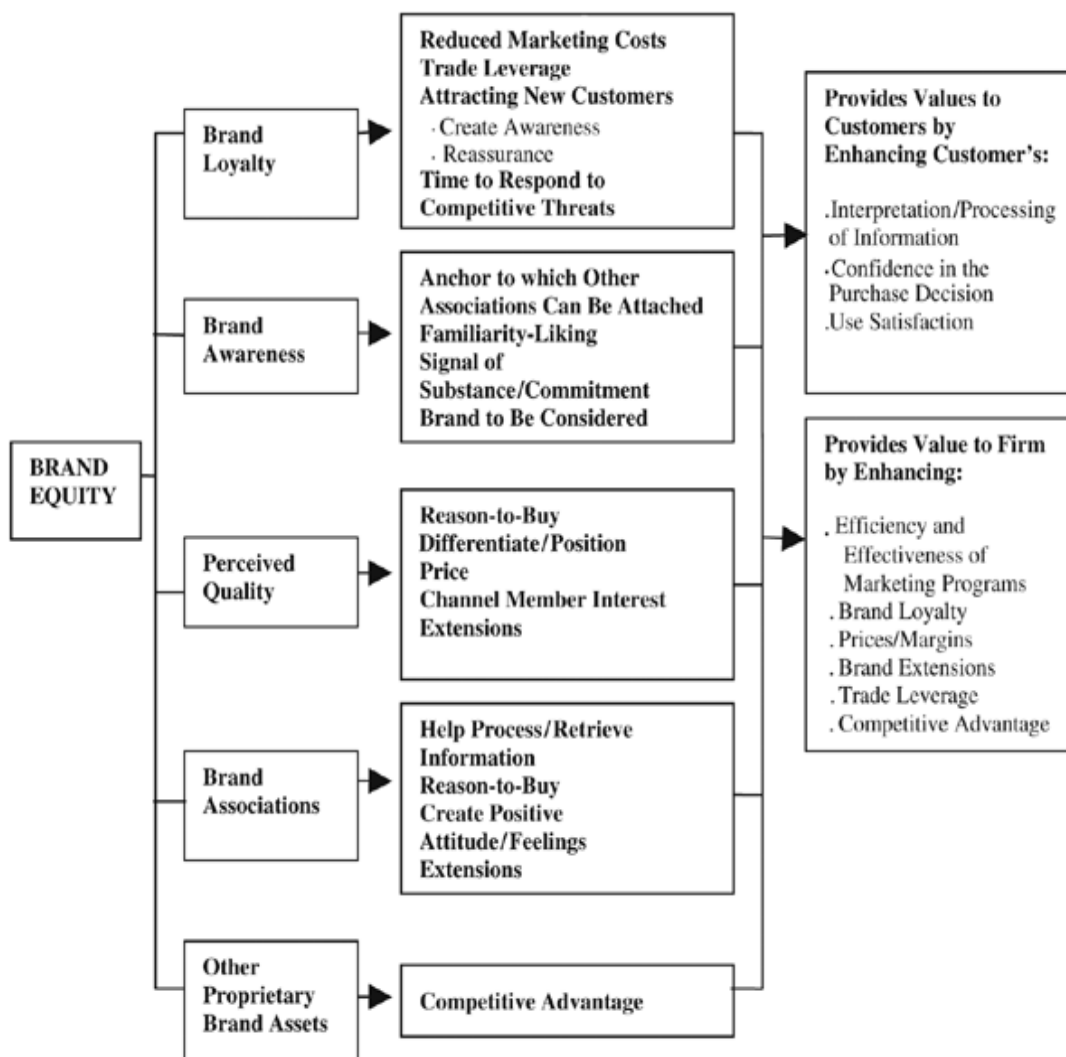 BRAND
EQUITY
Brand
Loyalty
Reduced Marketing Costs
Trade Leverage
Attracting New Customers
· Create Awareness
· Reassurance
Time to Respond to
Competitive Threats
Brand
Awareness
Anchor to which Other
Associations Can Be Attached
Familiarity-Liking
Signal of
Substance/Commitment
Brand to Be Considered
Perceived
Quality
Reason-to-Buy
Differentiate/Position
Price
Channel Member Interest
Extensions
Brand
Associations
Help Process/Retrieve
Information
Reason-to-Buy
Create Positive
Attitude/Feelings
Extensions
Other
Proprietary
Brand Assets
Competitive Advantage
Provides Values to
Customers by
Enhancing Customer's:
.Interpretation/Processing
of Information
.Confidence in the
Purchase Decision
.Use Satisfaction
Provides Value to Firm
by Enhancing:
. Efficiency and
Effectiveness of
Marketing Programs
. Brand Loyalty
. Prices/Margins
. Brand Extensions
. Trade Leverage
. Competitive Advantage